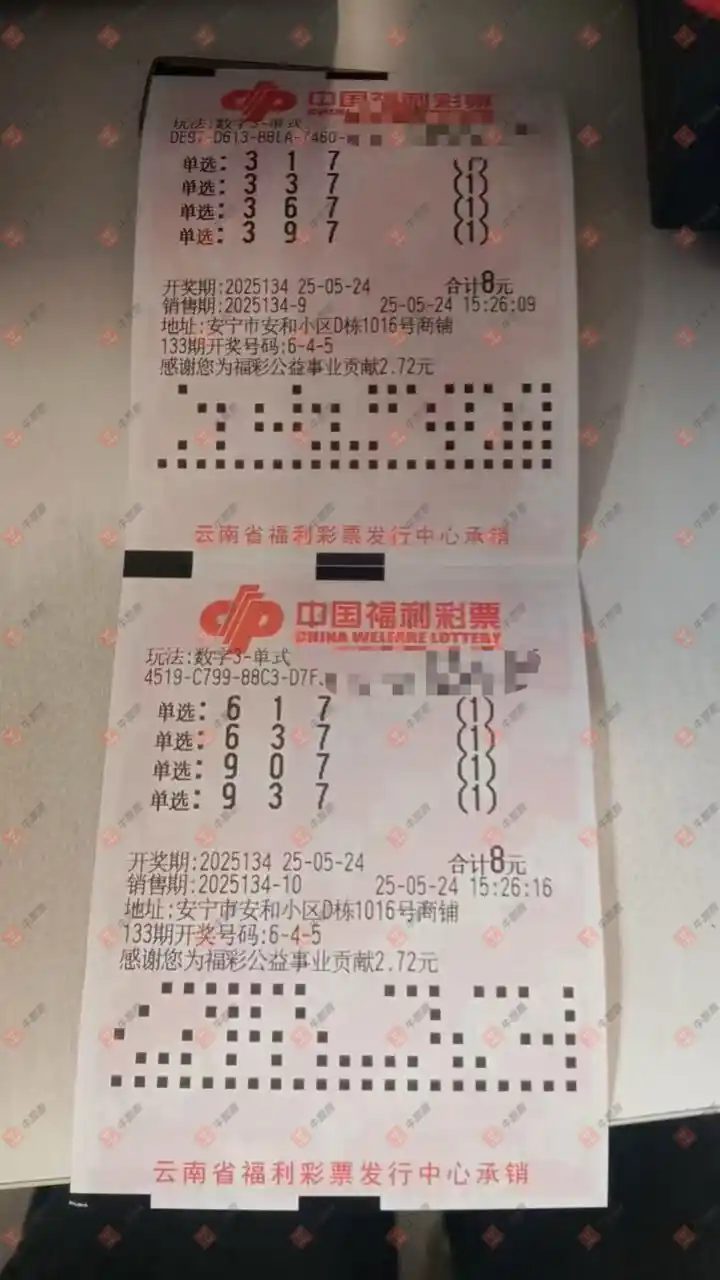 中国福利彩票
玩法:数字3-单式
DE97-D613-88EA-7460-
单选: 3 1 7
单选: 3 3 7 (1)
单选: 3 6 7 (1)
单选: 3 9 7 (1)
开奖期:2025134 25-05-24 合计8元
销售期:2025134-9 25-05-24 15:26:09
地址:安宁市安和小区D栋1016号商铺
133期开奖号码:6-4-5
感谢您为福彩公益事业贡献2.72元
云南省福利彩票发行中心承销
中国福利彩票
CHINA WELFARE LOTTERY
玩法:数字3-单式
4519-C799-88C3-D7F
单选: 6 1 7 (1)
单选: 6 3 7 (1)
单选: 9 0 7 (1)
单选: 9 3 7 (1)
开奖期:2025134 25-05-24 合计8元
销售期:2025134-10 25-05-24 15:26:16
地址:安宁市安和小区D栋1016号商铺
133期开奖号码:6-4-5
感谢您为福彩公益事业贡献2.72元
云南省福利彩票发行中心承销